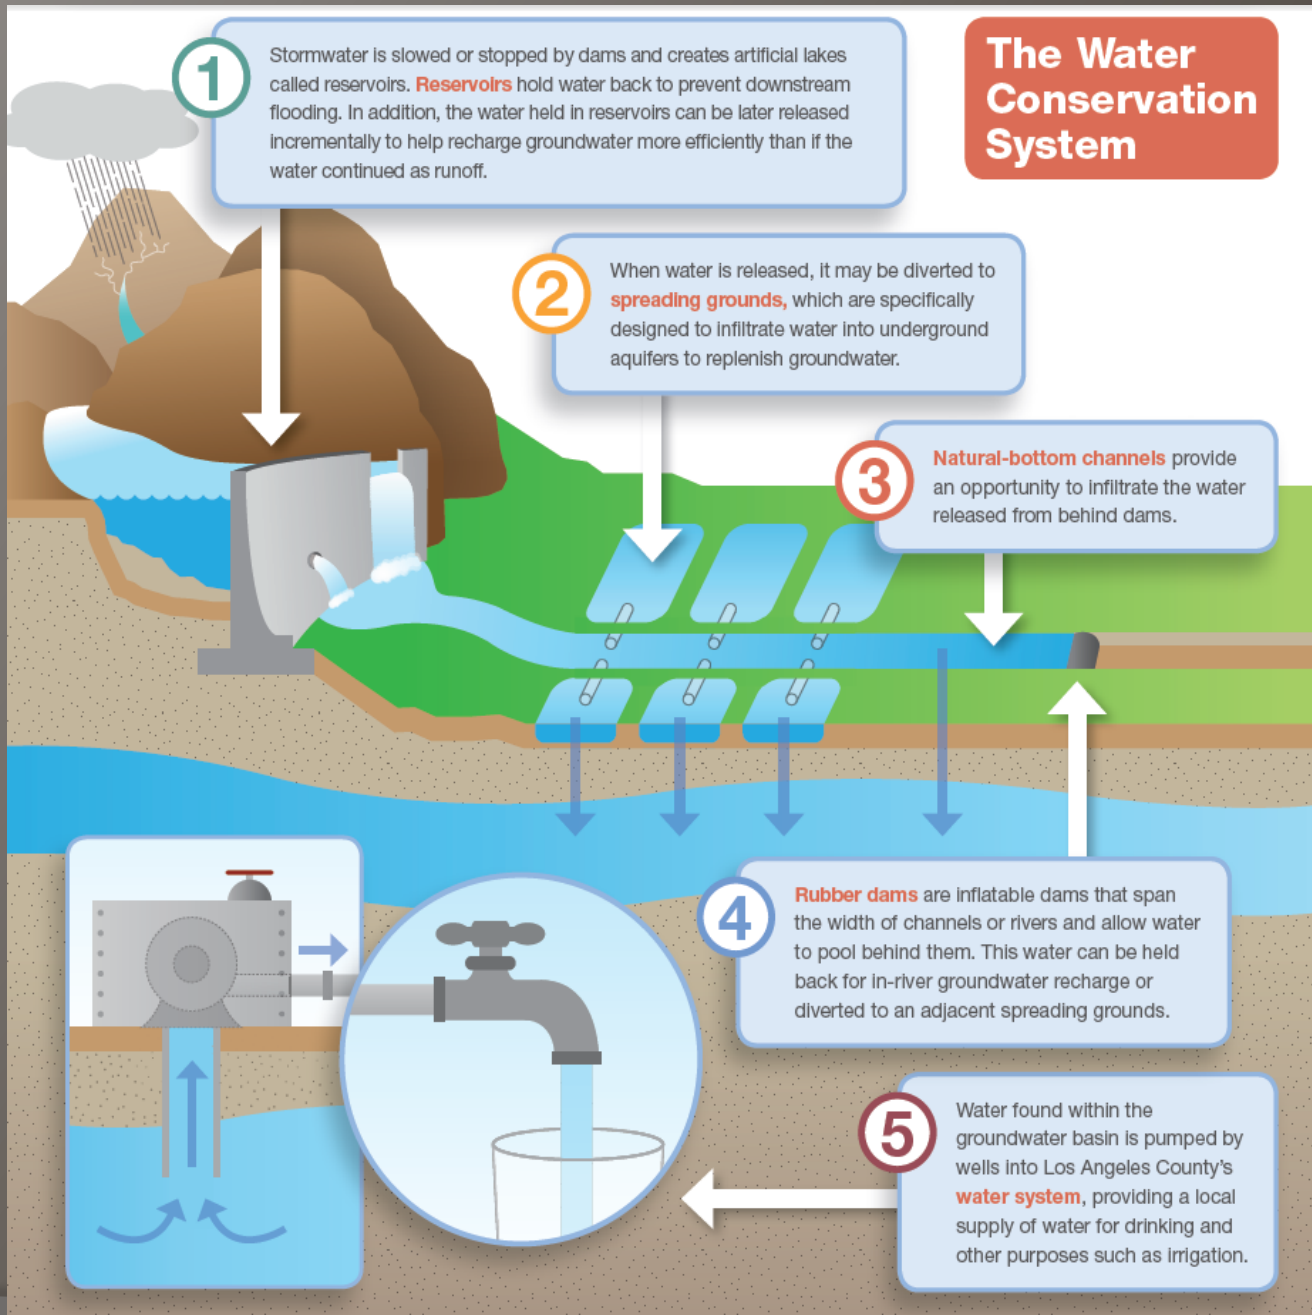 The Water
Conservation
System
1
Stormwater is slowed or stopped by dams and creates artificial lakes
called reservoirs. Reservoirs hold water back to prevent downstream
flooding. In addition, the water held in reservoirs can be later released
incrementally to help recharge groundwater more efficiently than if the
water continued as runoff.
2
When water is released, it may be diverted to
spreading grounds, which are specifically
designed to infiltrate water into underground
aquifers to replenish groundwater.
3
Natural-bottom channels provide
an opportunity to infiltrate the water
released from behind dams.
4
Rubber dams are inflatable dams that span
the width of channels or rivers and allow water
to pool behind them. This water can be held
back for in-river groundwater recharge or
diverted to an adjacent spreading grounds.
5
Water found within the
groundwater basin is pumped by
wells into Los Angeles County's
water system, providing a local
supply of water for drinking and
other purposes such as irrigation.